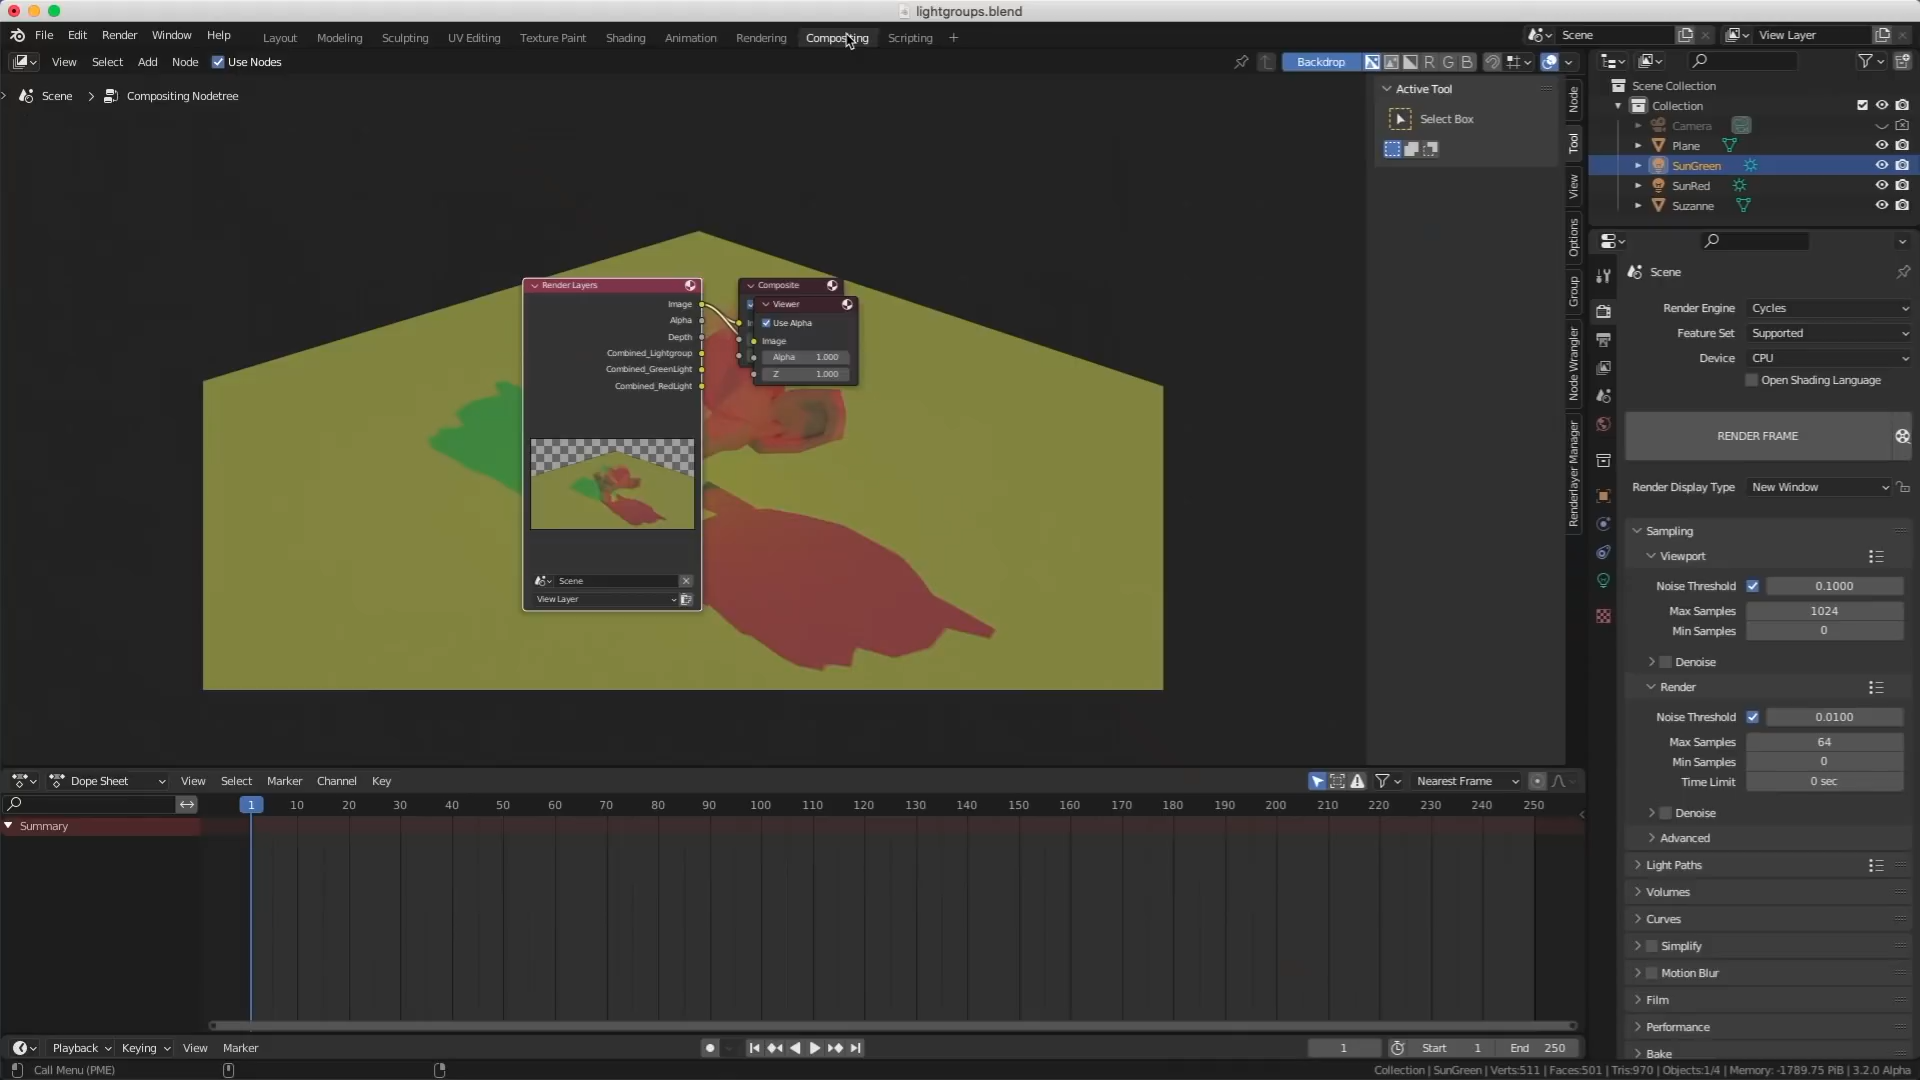 lightgroups.blend
File Edit Render Window Help
Layout Modeling Sculpting UV Editing Texture Paint Shading Animation Rendering Compositing Scripting +
Scene
View Layer
View Select Add Node Use Nodes
Backdrop R G B
Scene > Compositing Nodetree
Active Tool
Select Box
Node
Tool
View
Options
Group
Node Wrangler
Renderlayer Manager
Render Layers
Image
Alpha
Depth
Combined_Lightgroup
Combined_GreenLight
Combined_RedLight
Scene
View Layer
Composite
Viewer
Use Alpha
Image
Alpha 1.000
Z 1.000
Scene Collection
Collection
Camera
Plane
SunGreen
SunRed
Suzanne
Scene
Render Engine Cycles
Feature Set Supported
Device CPU
Open Shading Language
RENDER FRAME
Render Display Type New Window
Sampling
Viewport
Noise Threshold 0.1000
Max Samples 1024
Min Samples 0
Denoise
Render
Noise Threshold 0.0100
Max Samples 64
Min Samples 0
Time Limit 0 sec
Denoise
Advanced
Light Paths
Volumes
Curves
Simplify
Motion Blur
Film
Performance
Bake
Dope Sheet View Select Marker Channel Key
Nearest Frame
1 10 20 30 40 50 60 70 80 90 100 110 120 130 140 150 160 170 180 190 200 210 220 230 240 250
Summary
Playback Keying View Marker
1 Start 1 End 250
Call Menu (PME)
Collection | SunGreen | Verts:511 | Faces:501 | Tris:970 | Objects:1/4 | Memory: -1789.75 PiB | 3.2.0 Alpha